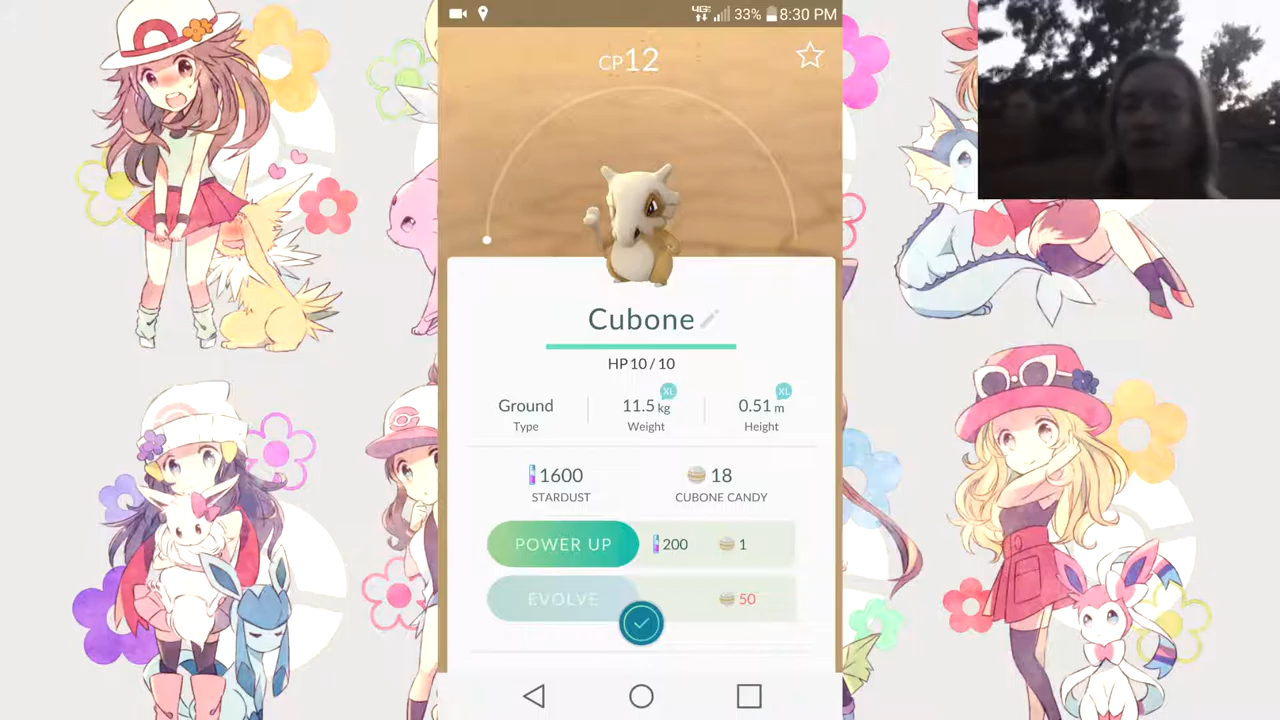 4G 33% 8:30 PM
CP12
Cubone
HP 10 / 10
XL XL
Ground 11.5 kg 0.51 m
Type Weight Height
1600 18
STARDUST CUBONE CANDY
POWER UP 200 1
EVOLVE 50